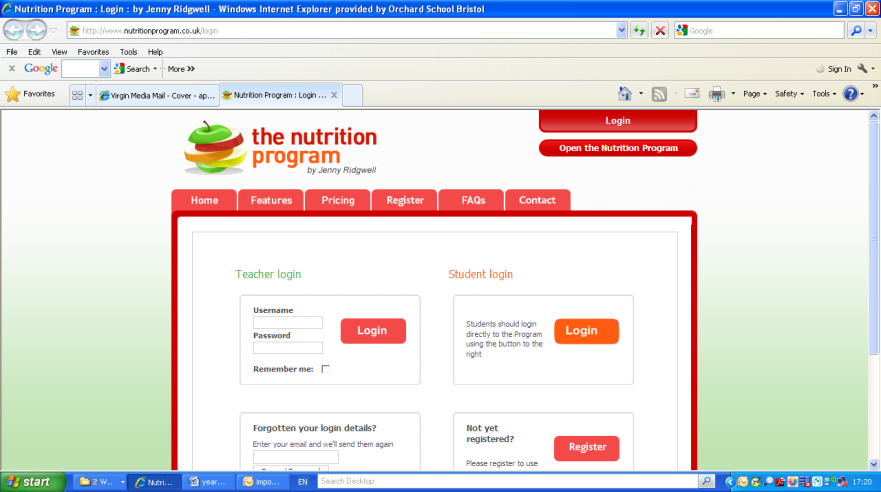 Nutrition Program : Login : by Jenny Ridgwell - Windows Internet Explorer provided by Orchard School Bristol
http://www.nutritionprogram.co.uk/login
Google
File Edit View Favorites Tools Help
Google Search More >> Sign In
Favorites Virgin Media Mail - Cover - ap... Nutrition Program : Login ... Page Safety Tools
Login
the nutrition program
by Jenny Ridgwell
Open the Nutrition Program
Home Features Pricing Register FAQs Contact
Teacher login
Username
Password
Login
Remember me:
Student login
Students should login
directly to the Program
using the button to the
right
Login
Forgotten your login details?
Enter your email and we'll send them again
Not yet
registered?
Please register to use
Register
start 2 W... Nutri... year... impo... EN Search Desktop 17:20